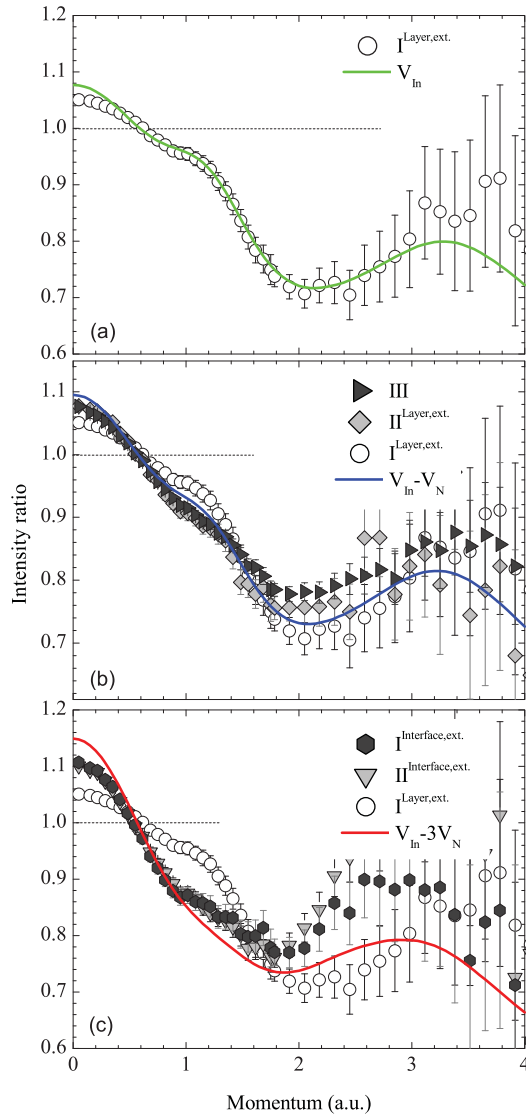 1.2
1.1
1.0
0.9
0.8
0.7
0.6
I^Layer,ext.
V_In
(a)
1.1
1.0
0.9
0.8
0.7
III
II^Layer,ext.
I^Layer,ext.
V_In-V_N
(b)
Intensity ratio
1.2
1.1
1.0
0.9
0.8
0.7
0.6
I^Interface,ext.
II^Interface,ext.
I^Layer,ext.
V_In-3V_N
(c)
0 1 2 3 4
Momentum (a.u.)